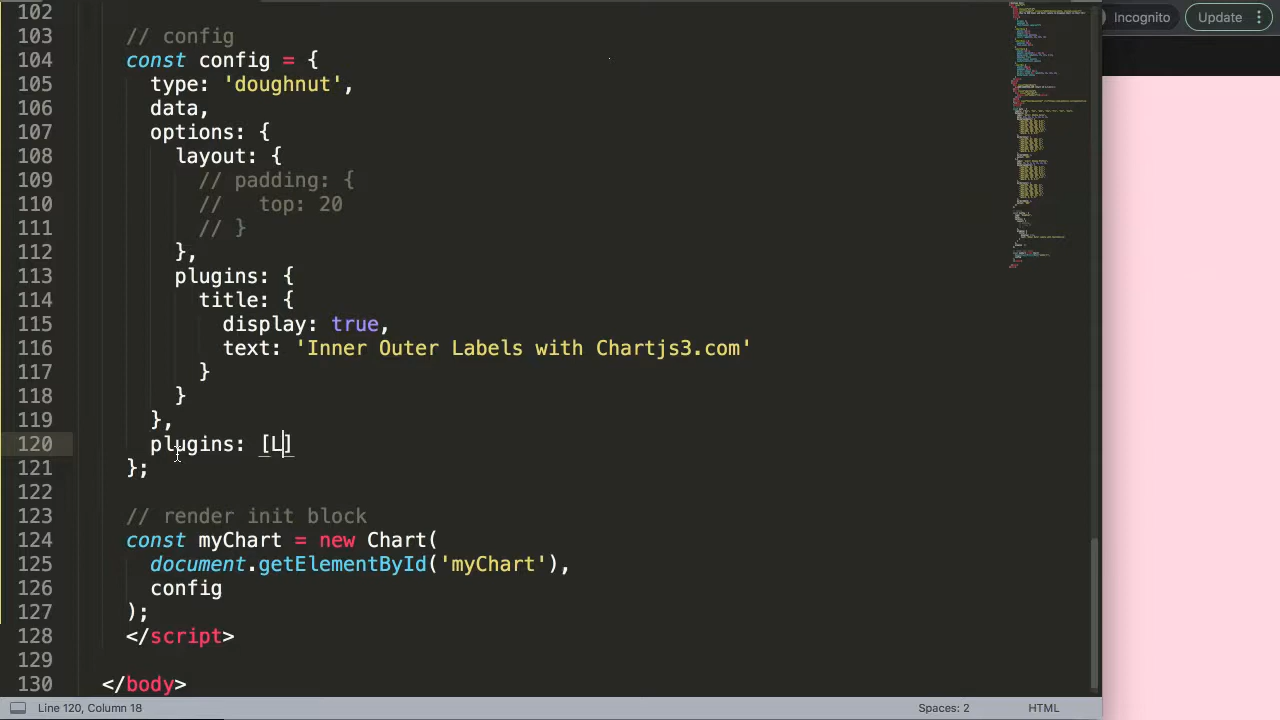 102
103 // config
104 const config = {
105 type: 'doughnut',
106 data,
107 options: {
108 layout: {
109 // padding: {
110 // top: 20
111 // }
112 },
113 plugins: {
114 title: {
115 display: true,
116 text: 'Inner Outer Labels with Chartjs3.com'
117 }
118 }
119 },
120 plugins: [L]
121 };
122
123 // render init block
124 const myChart = new Chart(
125 document.getElementById('myChart'),
126 config
127 );
128 </script>
129
130 </body>
Line 120, Column 18
Spaces: 2
HTML
Incognito
Update